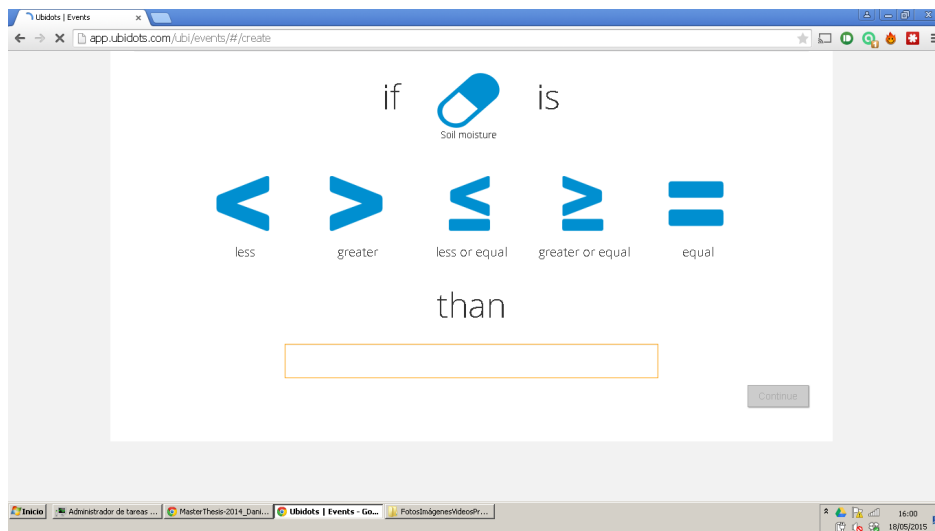 Ubidots | Events
app.ubidots.com/ubi/events/#/create
if is
Soil moisture
less greater less or equal greater or equal equal
than
Continue
Inicio Administrador de tareas ... MasterThesis-2014_Dani... Ubidots | Events - Go... FotosImágenesVideosPr... 16:00
18/05/2015